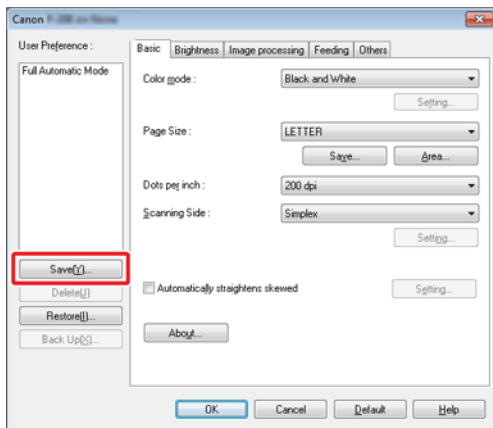 Canon
User Preference :
Full Automatic Mode
Save(Y)...
Delete(J)
Restore(I)...
Back Up(X)...
Basic Brightness Image processing Feeding Others
Color mode : Black and White
Setting...
Page Size : LETTER
Save... Area...
Dots per inch : 200 dpi
Scanning Side : Simplex
Setting...
Automatically straightens skewed Setting...
About...
OK Cancel Default Help